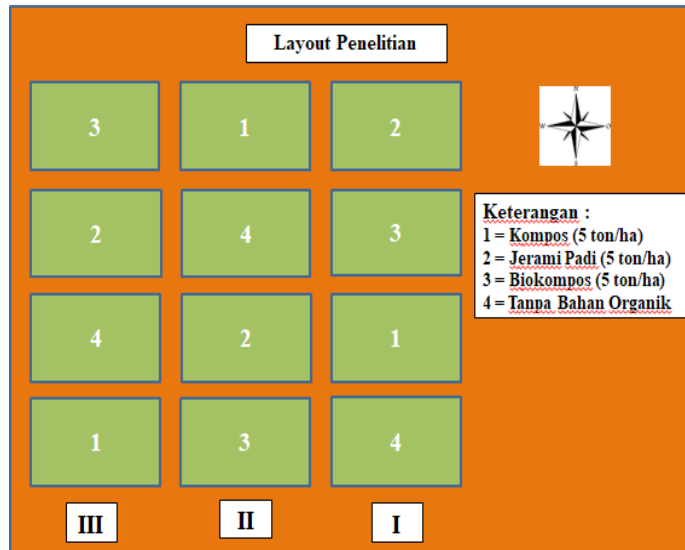 Layout Penelitian
3 1 2
N
W O
S
2 4 3
Keterangan :
1 = Kompos (5 ton/ha)
2 = Jerami Padi (5 ton/ha)
3 = Biokompos (5 ton/ha)
4 = Tanpa Bahan Organik
4 2 1
1 3 4
III II I